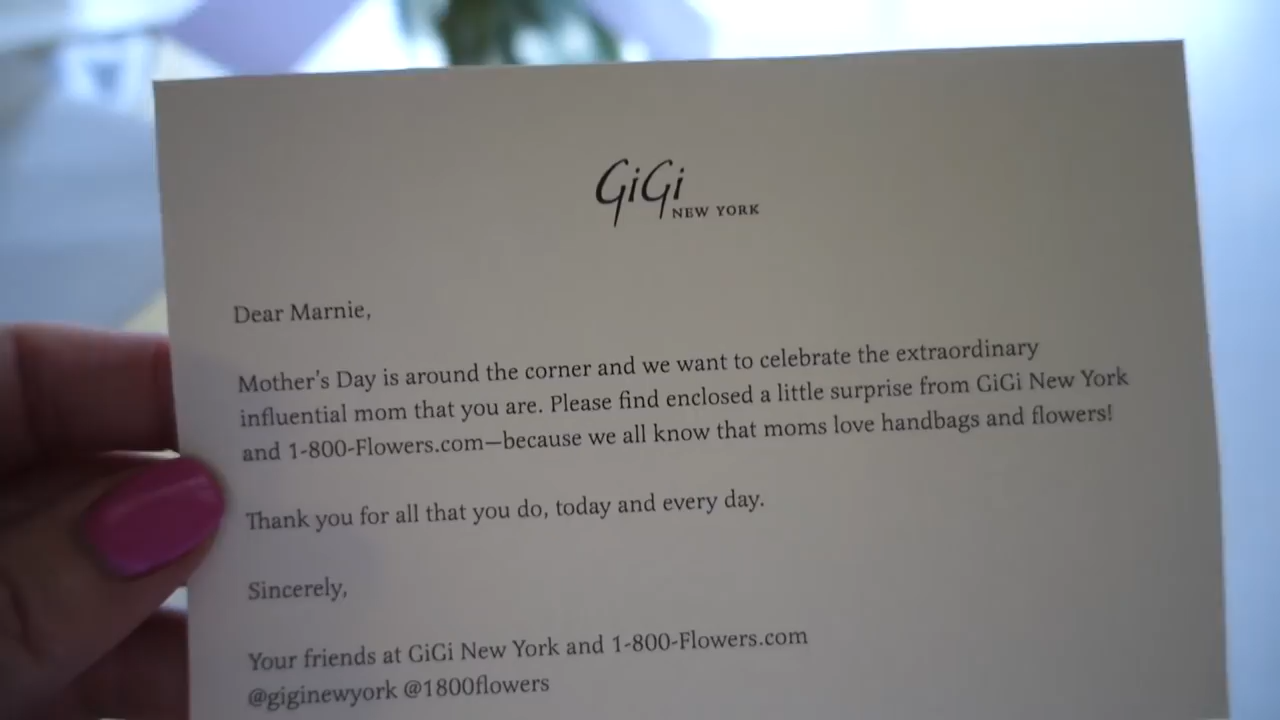 GiGi
NEW YORK
Dear Marnie,
Mother's Day is around the corner and we want to celebrate the extraordinary
influential mom that you are. Please find enclosed a little surprise from GiGi New York
and 1-800-Flowers.com—because we all know that moms love handbags and flowers!
Thank you for all that you do, today and every day.
Sincerely,
Your friends at GiGi New York and 1-800-Flowers.com
@giginewyork @1800flowers